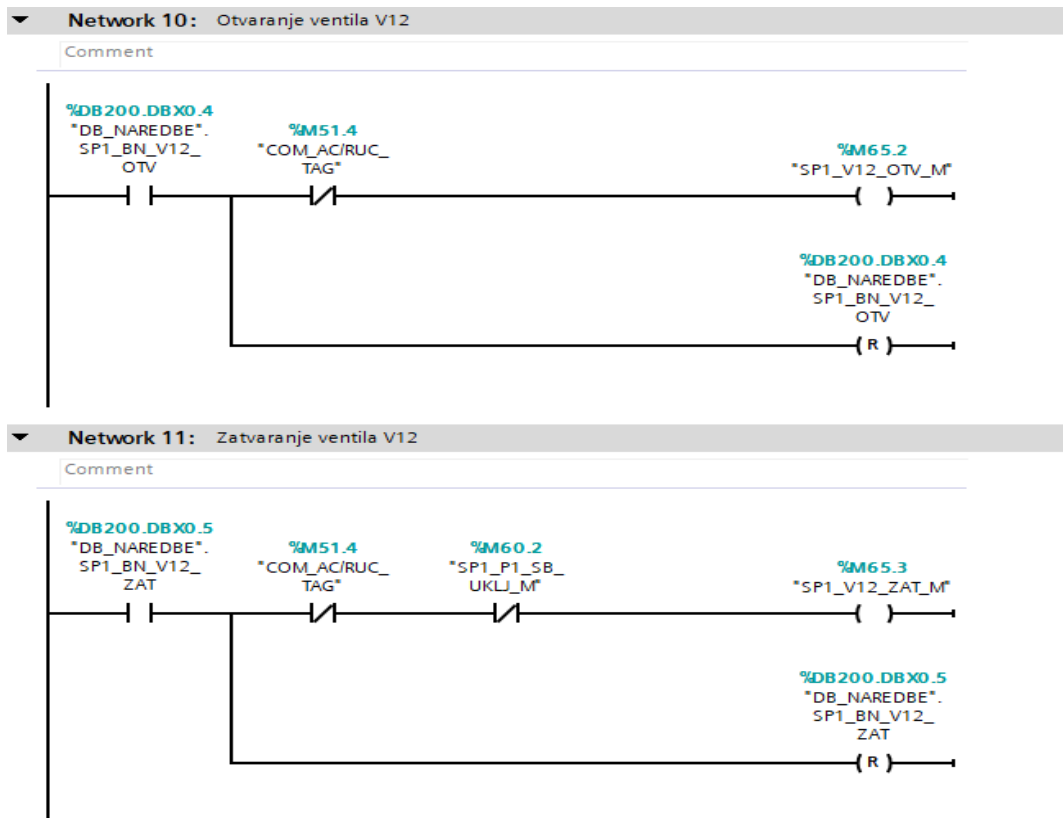 Network 10: Otvaranje ventila V12
Comment
%DB200.DBX0.4
"DB_NAREDBE".
SP1_BN_V12_
OTV
%M51.4
"COM_AC/RUC_
TAG"
%M65.2
"SP1_V12_OTV_M"
%DB200.DBX0.4
"DB_NAREDBE".
SP1_BN_V12_
OTV
R
Network 11: Zatvaranje ventila V12
Comment
%DB200.DBX0.5
"DB_NAREDBE".
SP1_BN_V12_
ZAT
%M51.4
"COM_AC/RUC_
TAG"
%M60.2
"SP1_P1_SB_
UKLJ_M"
%M65.3
"SP1_V12_ZAT_M"
%DB200.DBX0.5
"DB_NAREDBE".
SP1_BN_V12_
ZAT
R